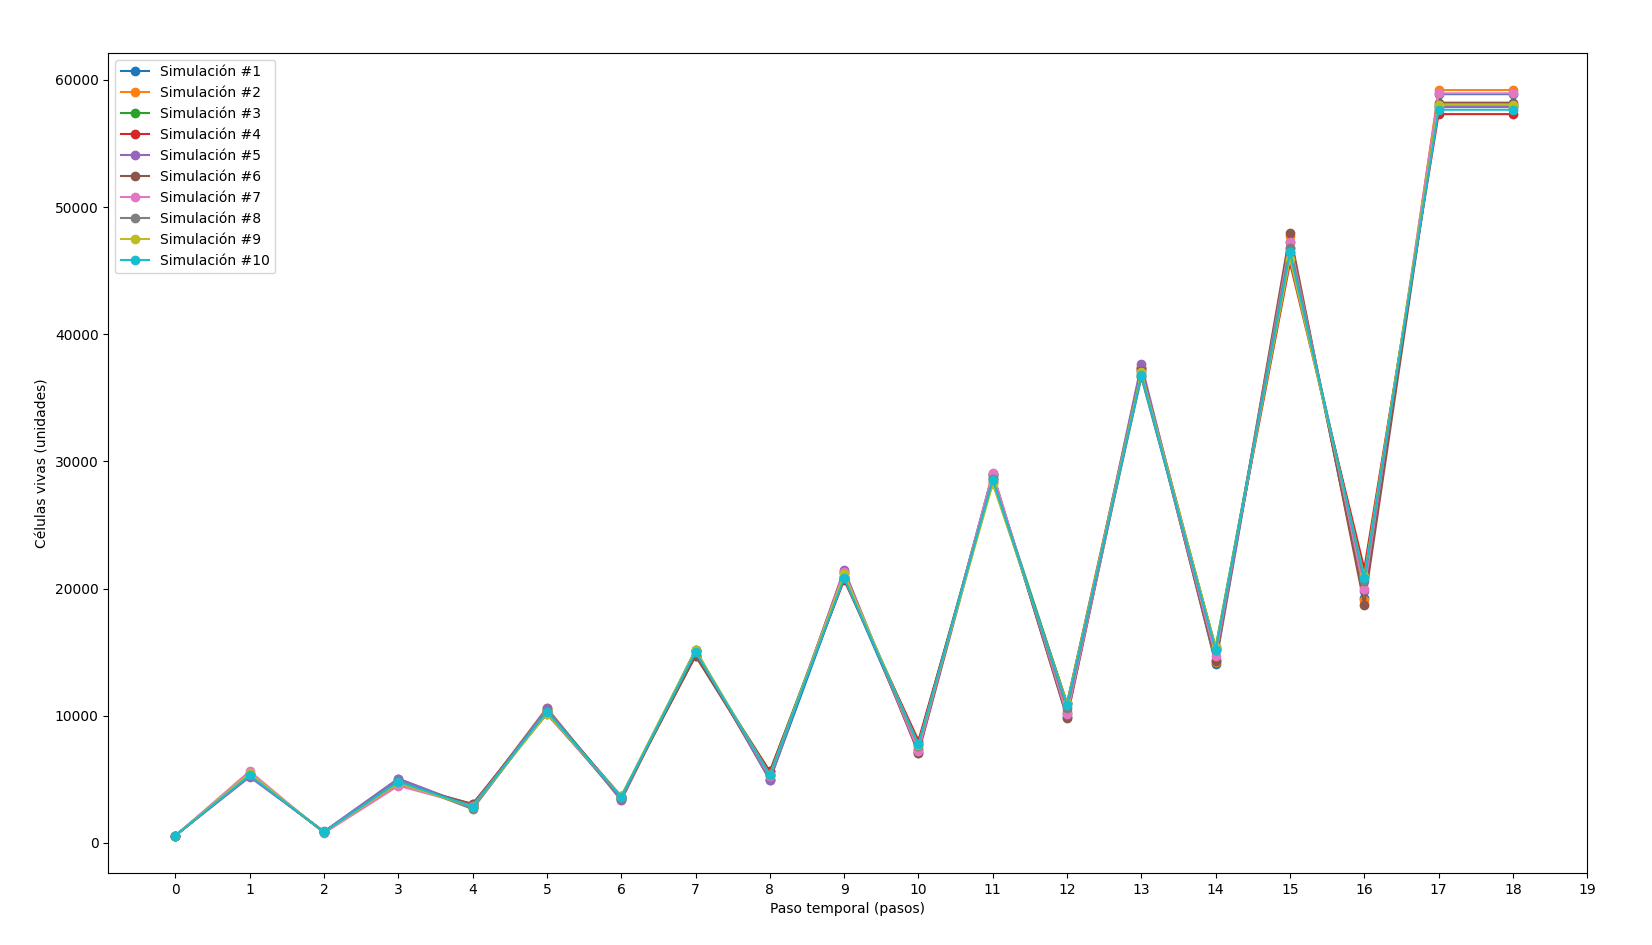 Simulación #1
Simulación #2
Simulación #3
Simulación #4
Simulación #5
Simulación #6
Simulación #7
Simulación #8
Simulación #9
Simulación #10
60000
50000
40000
30000
20000
10000
0
Células vivas (unidades)
0 1 2 3 4 5 6 7 8 9 10 11 12 13 14 15 16 17 18 19
Paso temporal (pasos)